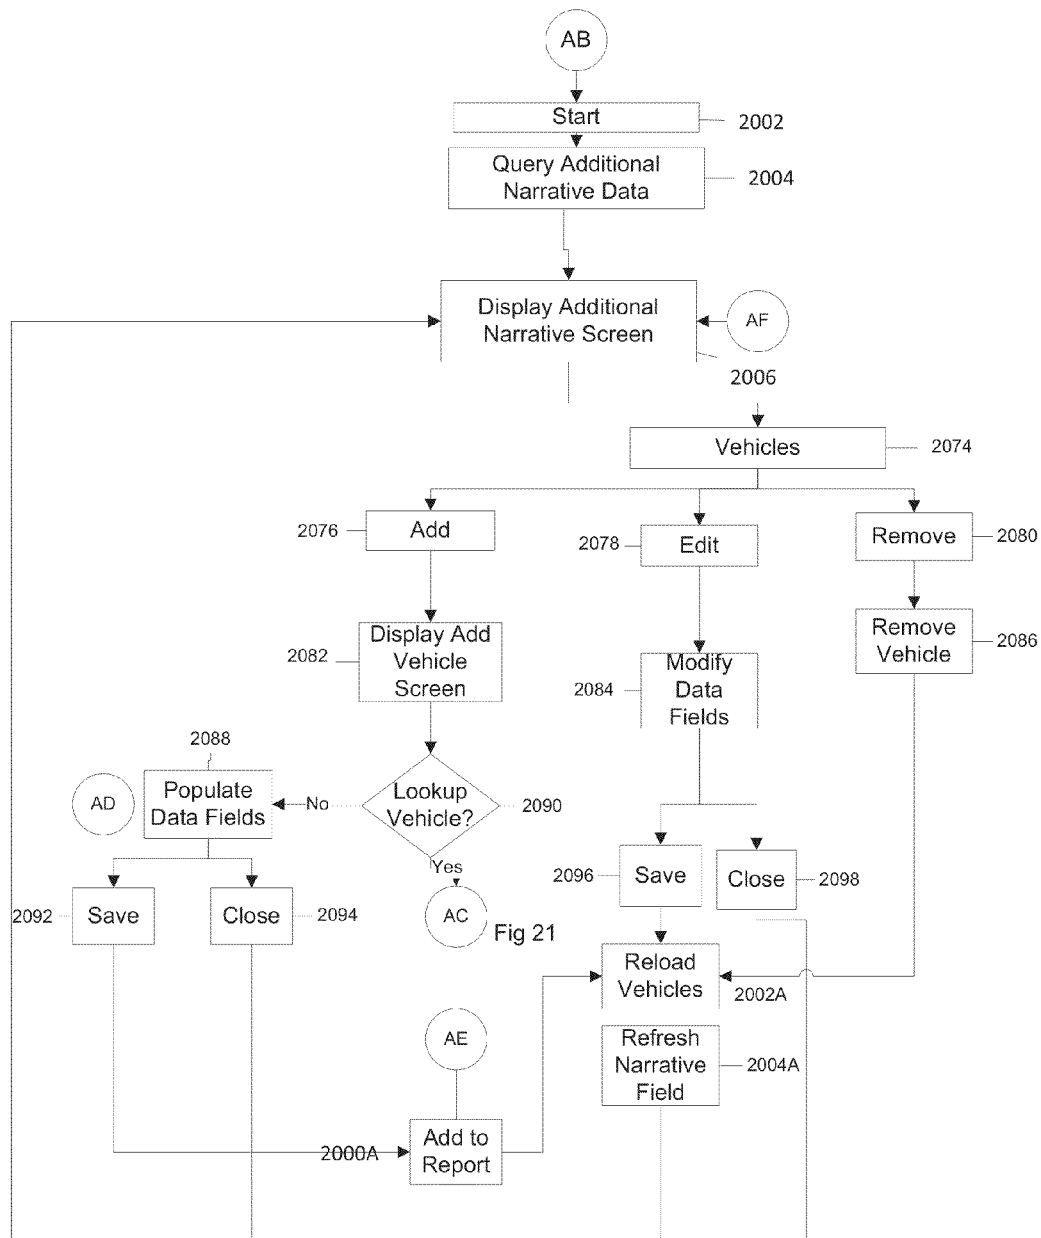 AB
Start
2002
Query Additional
Narrative Data
2004
Display Additional
Narrative Screen
AF
2006
Vehicles
2074
2076
Add
2078
Edit
Remove
2080
2082
Display Add
Vehicle
Screen
2084
Modify
Data
Fields
Remove
Vehicle
2086
2088
AD
Populate
Data Fields
No
Lookup
Vehicle?
2090
Yes
AC
Fig 21
2092
Save
Close
2094
2096
Save
Close
2098
Reload
Vehicles
2002A
AE
Refresh
Narrative
Field
2004A
2000A
Add to
Report